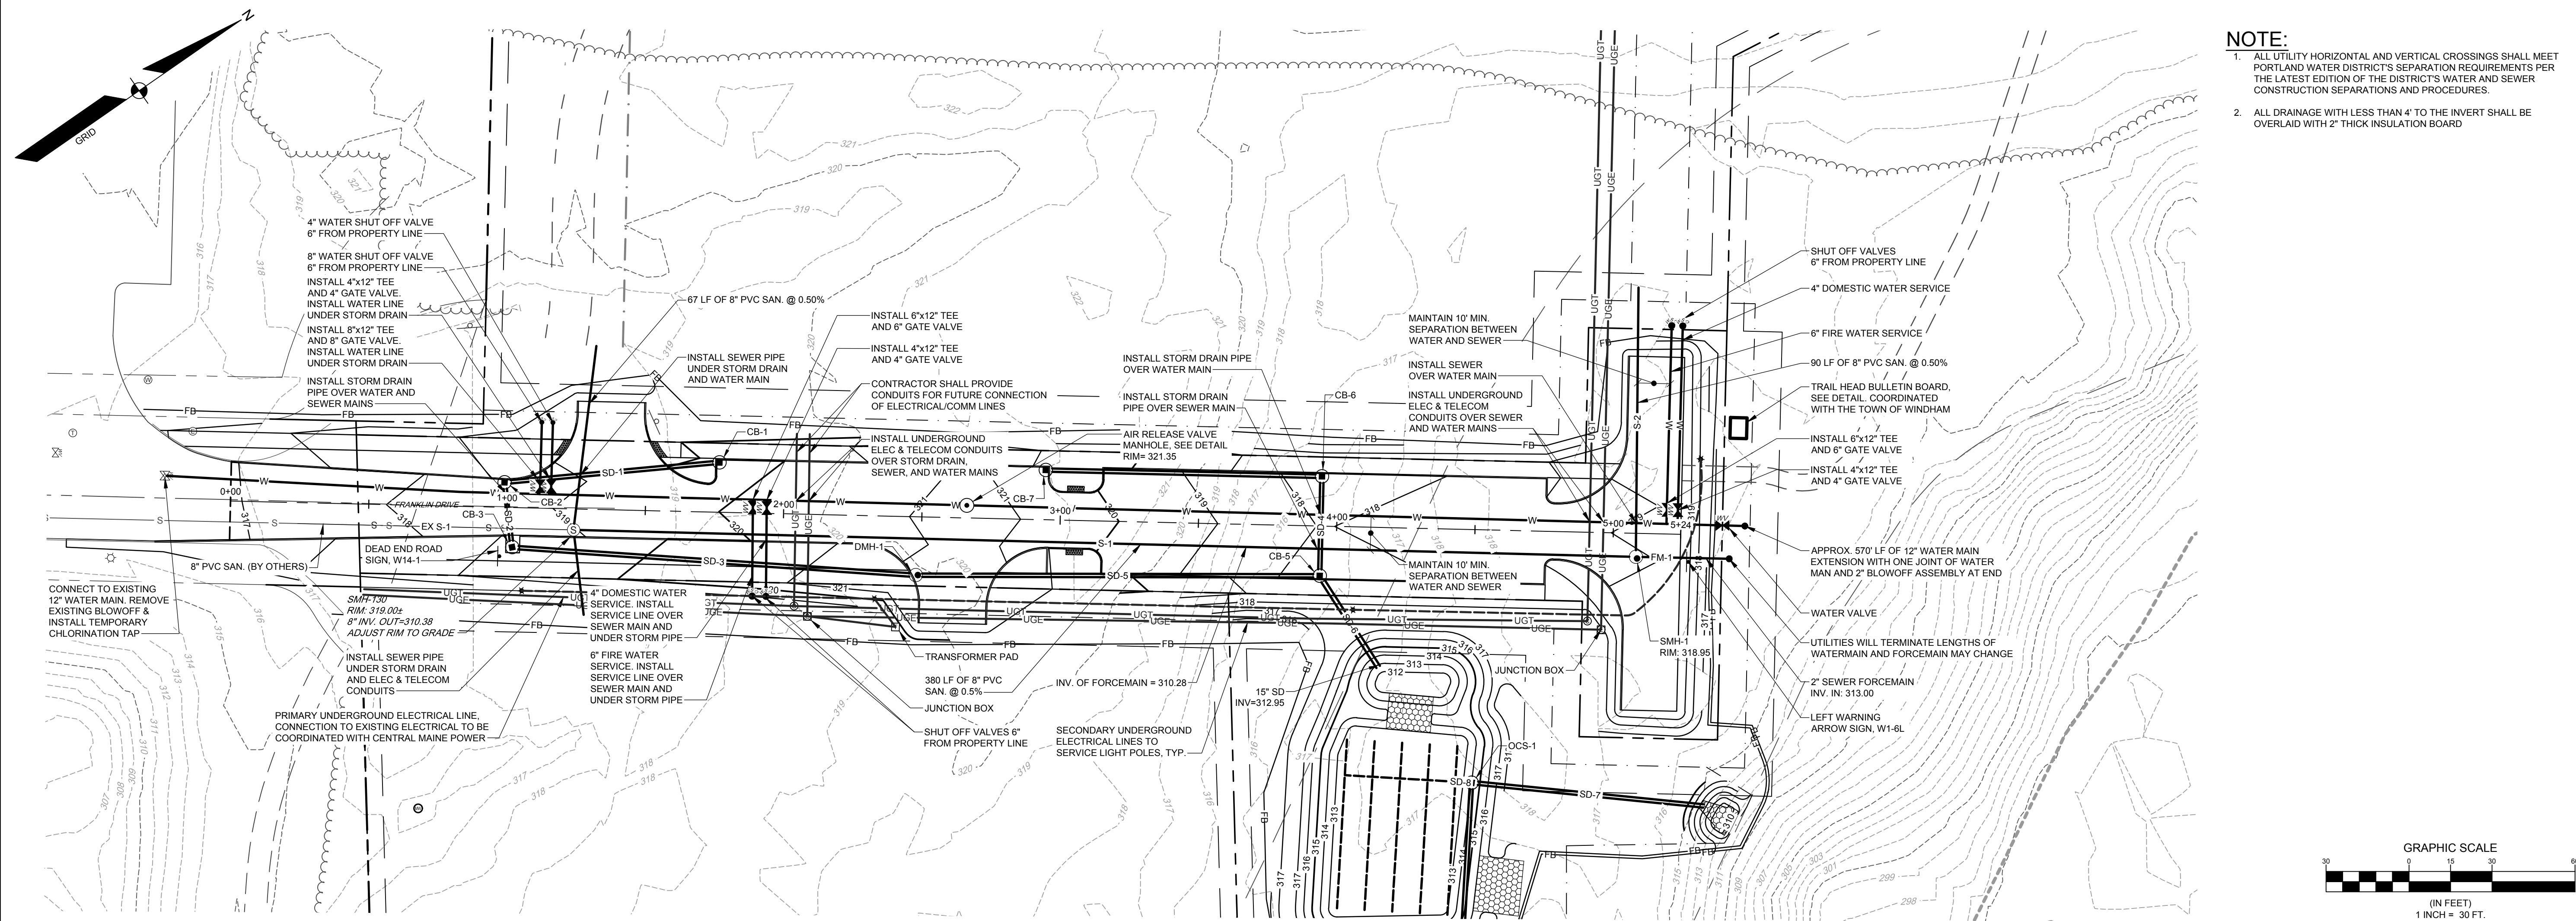 N
GRID
NOTE:
1. ALL UTILITY HORIZONTAL AND VERTICAL CROSSINGS SHALL MEET
PORTLAND WATER DISTRICT'S SEPARATION REQUIREMENTS PER
THE LATEST EDITION OF THE DISTRICT'S WATER AND SEWER
CONSTRUCTION SEPARATIONS AND PROCEDURES.
2. ALL DRAINAGE WITH LESS THAN 4' TO THE INVERT SHALL BE
OVERLAID WITH 2" THICK INSULATION BOARD
4" WATER SHUT OFF VALVE
6" FROM PROPERTY LINE
8" WATER SHUT OFF VALVE
6" FROM PROPERTY LINE
INSTALL 4"x12" TEE
AND 4" GATE VALVE.
INSTALL WATER LINE
UNDER STORM DRAIN
INSTALL 8"x12" TEE
AND 8" GATE VALVE.
INSTALL WATER LINE
UNDER STORM DRAIN
INSTALL STORM DRAIN
PIPE OVER WATER AND
SEWER MAINS
67 LF OF 8" PVC SAN. @ 0.50%
INSTALL SEWER PIPE
UNDER STORM DRAIN
AND WATER MAIN
INSTALL 6"x12" TEE
AND 6" GATE VALVE
INSTALL 4"x12" TEE
AND 4" GATE VALVE
CONTRACTOR SHALL PROVIDE
CONDUITS FOR FUTURE CONNECTION
OF ELECTRICAL/COMM LINES
INSTALL UNDERGROUND
ELEC & TELECOM CONDUITS
OVER STORM DRAIN,
SEWER, AND WATER MAINS
INSTALL STORM DRAIN PIPE
OVER WATER MAIN
INSTALL STORM DRAIN
PIPE OVER SEWER MAIN
AIR RELEASE VALVE
MANHOLE, SEE DETAIL
RIM= 321.35
MAINTAIN 10' MIN.
SEPARATION BETWEEN
WATER AND SEWER
INSTALL SEWER
OVER WATER MAIN
INSTALL UNDERGROUND
ELEC & TELECOM
CONDUITS OVER SEWER
AND WATER MAINS
SHUT OFF VALVES
6" FROM PROPERTY LINE
4" DOMESTIC WATER SERVICE
6" FIRE WATER SERVICE
90 LF OF 8" PVC SAN. @ 0.50%
TRAIL HEAD BULLETIN BOARD,
SEE DETAIL. COORDINATED
WITH THE TOWN OF WINDHAM
INSTALL 6"x12" TEE
AND 6" GATE VALVE
INSTALL 4"x12" TEE
AND 4" GATE VALVE
APPROX. 570' LF OF 12" WATER MAIN
EXTENSION WITH ONE JOINT OF WATER
MAN AND 2" BLOWOFF ASSEMBLY AT END
WATER VALVE
UTILITIES WILL TERMINATE LENGTHS OF
WATERMAIN AND FORCEMAIN MAY CHANGE
2" SEWER FORCEMAIN
INV. IN: 313.00
LEFT WARNING
ARROW SIGN, W1-6L
CB-1
CB-2
CB-3
CB-5
CB-6
CB-7
SD-1
SD-2
SD-3
SD-4
SD-5
SD-6
SD-7
SD-8
S-1
S-2
FM-1
DMH-1
OCS-1
EX S-1
FRANKLIN DRIVE
0+00
1+00
2+00
3+00
4+00
5+00
5+24
DEAD END ROAD
SIGN, W14-1
8" PVC SAN. (BY OTHERS)
CONNECT TO EXISTING
12" WATER MAIN. REMOVE
EXISTING BLOWOFF &
INSTALL TEMPORARY
CHLORINATION TAP
SMH-130
RIM: 319.00±
8" INV. OUT=310.38
ADJUST RIM TO GRADE
INSTALL SEWER PIPE
UNDER STORM DRAIN
AND ELEC & TELECOM
CONDUITS
PRIMARY UNDERGROUND ELECTRICAL LINE,
CONNECTION TO EXISTING ELECTRICAL TO BE
COORDINATED WITH CENTRAL MAINE POWER
4" DOMESTIC WATER
SERVICE. INSTALL
SERVICE LINE OVER
SEWER MAIN AND
UNDER STORM PIPE
6" FIRE WATER
SERVICE. INSTALL
SERVICE LINE OVER
SEWER MAIN AND
UNDER STORM PIPE
TRANSFORMER PAD
380 LF OF 8" PVC
SAN. @ 0.5%
JUNCTION BOX
SHUT OFF VALVES 6"
FROM PROPERTY LINE
INV. OF FORCEMAIN = 310.28
SECONDARY UNDERGROUND
ELECTRICAL LINES TO
SERVICE LIGHT POLES, TYP.
15" SD
INV=312.95
MAINTAIN 10' MIN.
SEPARATION BETWEEN
WATER AND SEWER
JUNCTION BOX
SMH-1
RIM: 318.95
GRAPHIC SCALE
30 0 15 30 60
(IN FEET)
1 INCH = 30 FT.